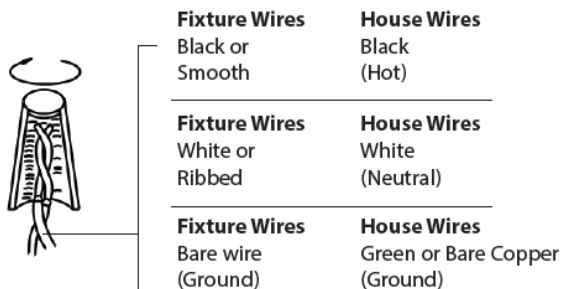 Fixture Wires House Wires
Black or Black
Smooth (Hot)
Fixture Wires House Wires
White or White
Ribbed (Neutral)
Fixture Wires House Wires
Bare wire Green or Bare Copper
(Ground) (Ground)